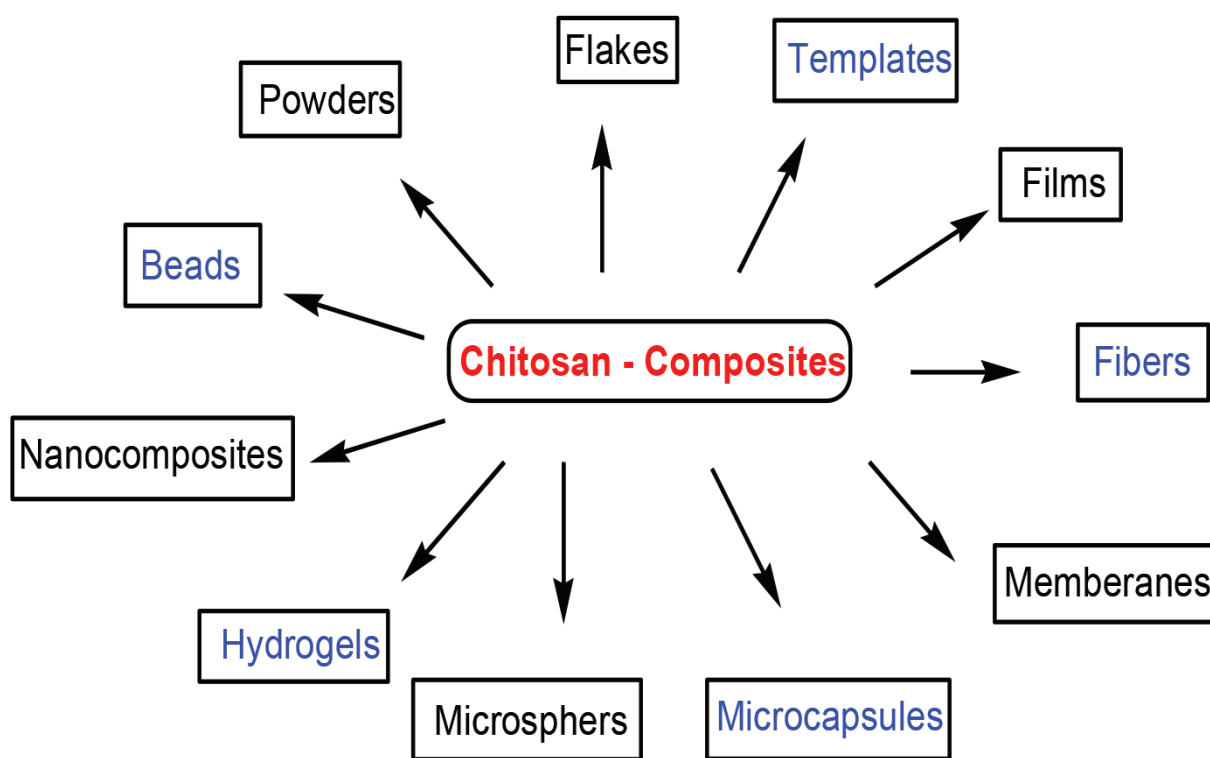 Flakes
Templates
Powders
Films
Beads
Chitosan - Composites
Fibers
Nanocomposites
Memberanes
Hydrogels
Microsphers
Microcapsules